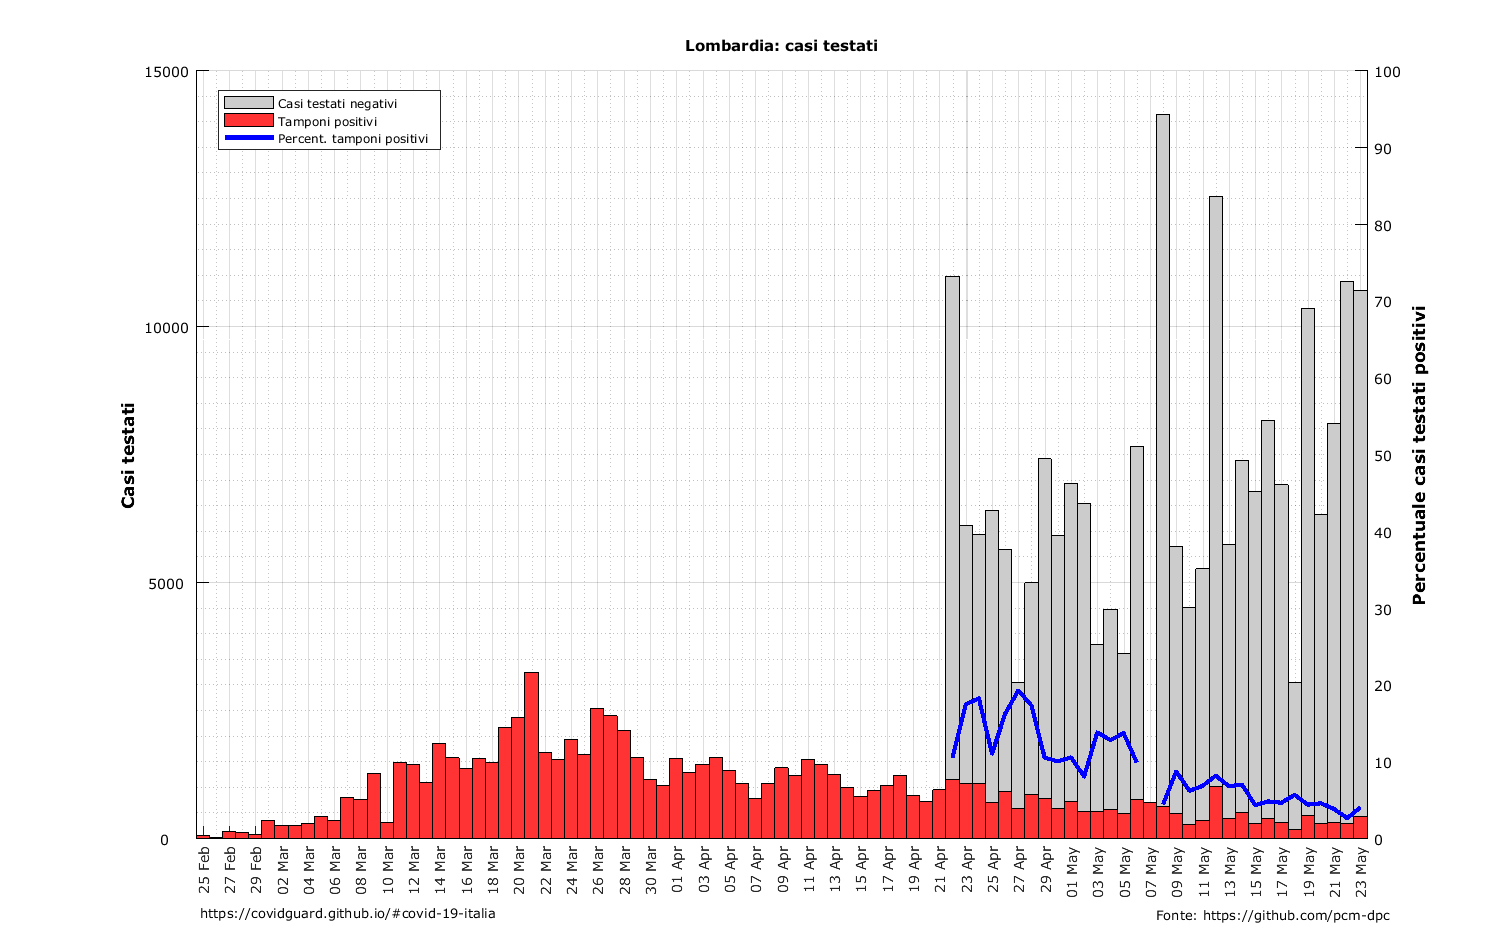 Lombardia: casi testati
Casi testati negativi
Tamponi positivi
Percent. tamponi positivi
Casi testati
15000
10000
5000
0
100
90
80
70
60
50
40
30
20
10
0
Percentuale casi testati positivi
25 Feb
27 Feb
29 Feb
02 Mar
04 Mar
06 Mar
08 Mar
10 Mar
12 Mar
14 Mar
16 Mar
18 Mar
20 Mar
22 Mar
24 Mar
26 Mar
28 Mar
30 Mar
01 Apr
03 Apr
05 Apr
07 Apr
09 Apr
11 Apr
13 Apr
15 Apr
17 Apr
19 Apr
21 Apr
23 Apr
25 Apr
27 Apr
29 Apr
01 May
03 May
05 May
07 May
09 May
11 May
13 May
15 May
17 May
19 May
21 May
23 May
https://covidguard.github.io/#covid-19-italia
Fonte: https://github.com/pcm-dpc